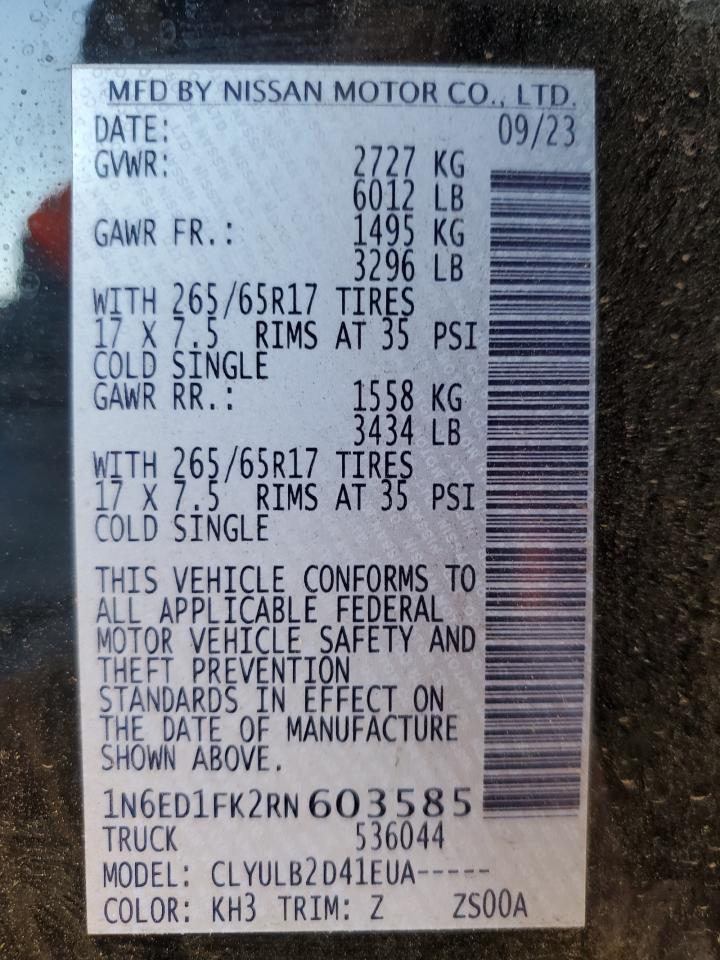 MFD BY NISSAN MOTOR CO., LTD.
DATE: 09/23
GVWR: 2727 KG
6012 LB
GAWR FR.: 1495 KG
3296 LB
WITH 265/65R17 TIRES
17 X 7.5 RIMS AT 35 PSI
COLD SINGLE
GAWR RR.: 1558 KG
3434 LB
WITH 265/65R17 TIRES
17 X 7.5 RIMS AT 35 PSI
COLD SINGLE
THIS VEHICLE CONFORMS TO
ALL APPLICABLE FEDERAL
MOTOR VEHICLE SAFETY AND
THEFT PREVENTION
STANDARDS IN EFFECT ON
THE DATE OF MANUFACTURE
SHOWN ABOVE.
1N6ED1FK2RN603585
TRUCK 536044
MODEL: CLYULB2D41EUA-----
COLOR: KH3 TRIM: Z ZS00A